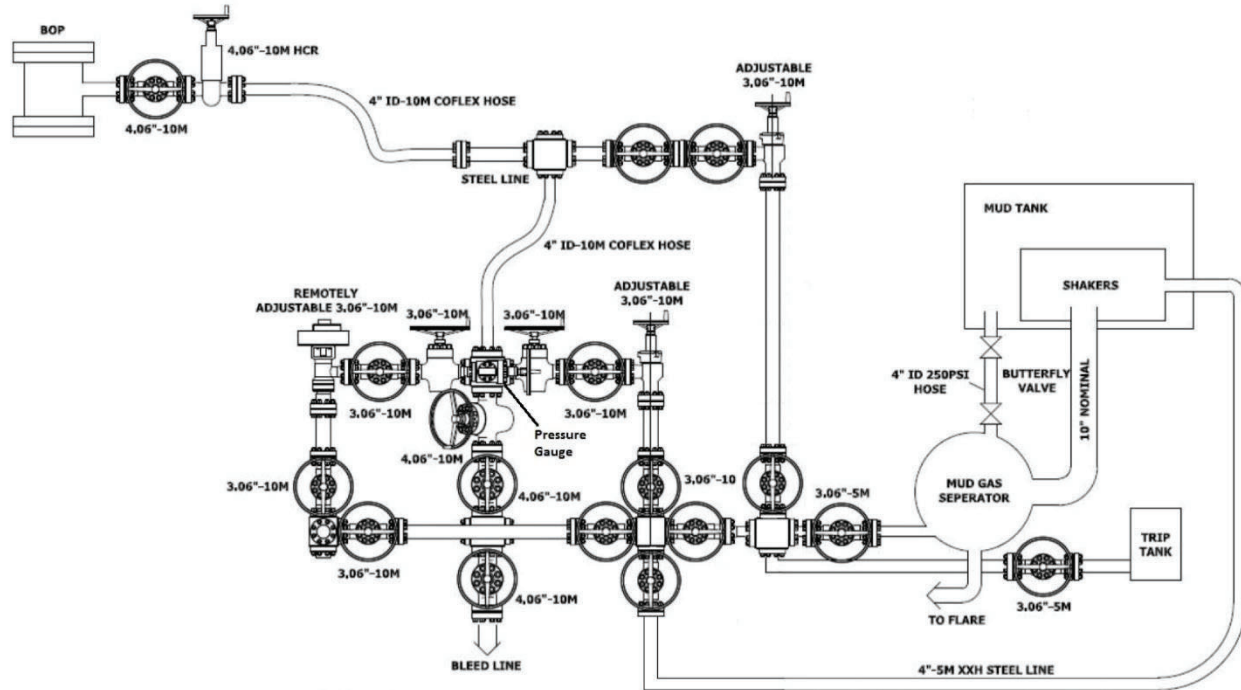 BOP
4.06"-10M HCR
4.06"-10M
4" ID-10M COFLEX HOSE
STEEL LINE
ADJUSTABLE
3.06"-10M
4" ID-10M COFLEX HOSE
MUD TANK
SHAKERS
REMOTELY
ADJUSTABLE 3.06"-10M
3.06"-10M
3.06"-10M
ADJUSTABLE
3.06"-10M
4" ID 250PSI
HOSE
BUTTERFLY
VALVE
10" NOMINAL
3.06"-10M
3.06"-10M
Pressure
Gauge
4.06"-10M
3.06"-10M
4.06"-10M
3.06"-10
3.06"-5M
MUD GAS
SEPERATOR
TRIP
TANK
3.06"-10M
4.06"-10M
3.06"-5M
TO FLARE
BLEED LINE
4"-5M XXH STEEL LINE